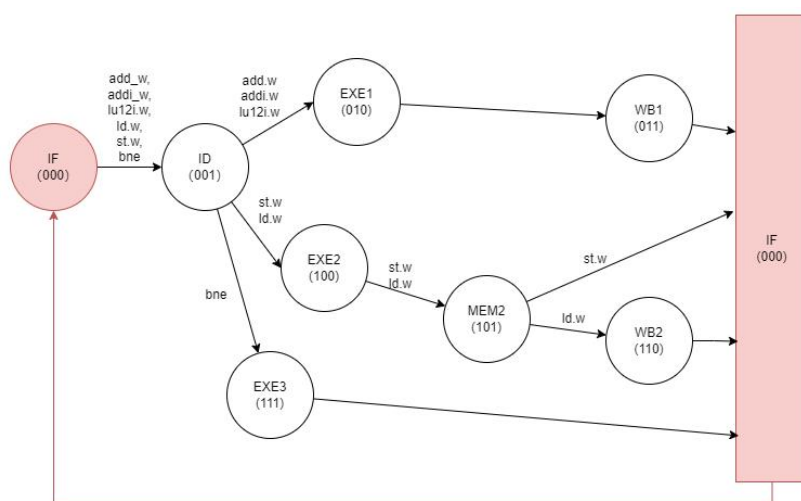 add_w,
addi_w,
lu12i.w,
ld.w,
st.w,
bne
IF
(000)
ID
(001)
add.w
addi.w
lu12i.w
EXE1
(010)
WB1
(011)
st.w
ld.w
EXE2
(100)
st.w
ld.w
MEM2
(101)
st.w
ld.w
WB2
(110)
bne
EXE3
(111)
IF
(000)